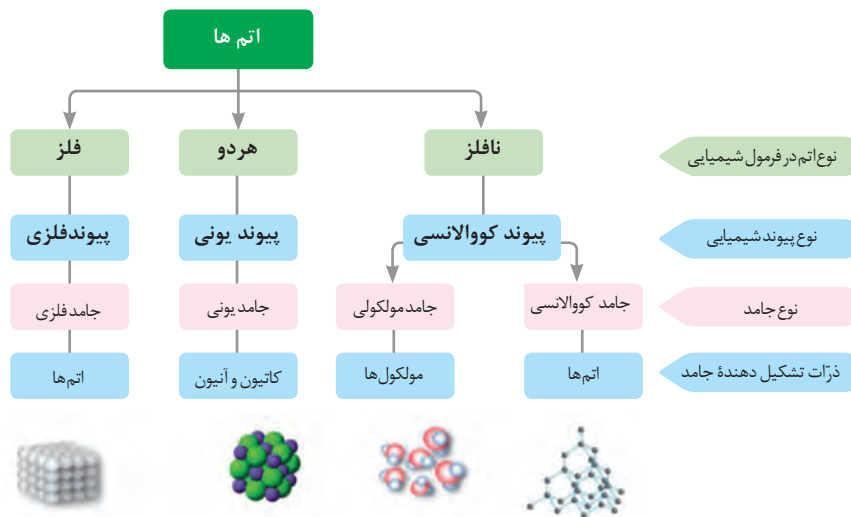 اتم ها
نوع اتم در فرمول شیمیایی
نافلز
هردو
فلز
نوع پیوند شیمیایی
پیوند کووالانسی
پیوند یونی
پیوند فلزی
نوع جامد
جامد کووالانسی
جامد مولکولی
جامد یونی
جامد فلزی
ذرّات تشکیل دهندهٔ جامد
اتم‌ها
مولکول‌ها
کاتیون و آنیون
اتم‌ها